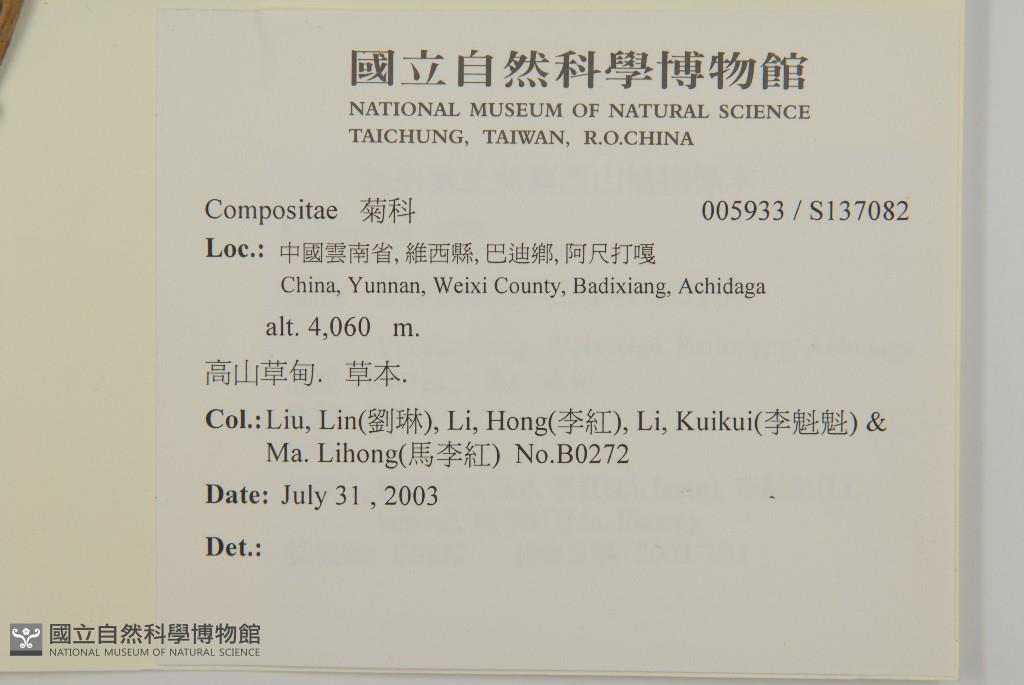 國立自然科學博物館
NATIONAL MUSEUM OF NATURAL SCIENCE
TAICHUNG, TAIWAN, R.O.CHINA
Compositae 菊科 005933 / S137082
Loc.: 中國雲南省, 維西縣, 巴迪鄉, 阿尺打嘎
China, Yunnan, Weixi County, Badixiang, Achidaga
alt. 4,060 m.
高山草甸. 草本.
Col.: Liu, Lin(劉琳), Li, Hong(李紅), Li, Kuikui(李魁魁) &
Ma. Lihong(馬李紅) No.B0272
Date: July 31 , 2003
Det.:
國立自然科學博物館
NATIONAL MUSEUM OF NATURAL SCIENCE